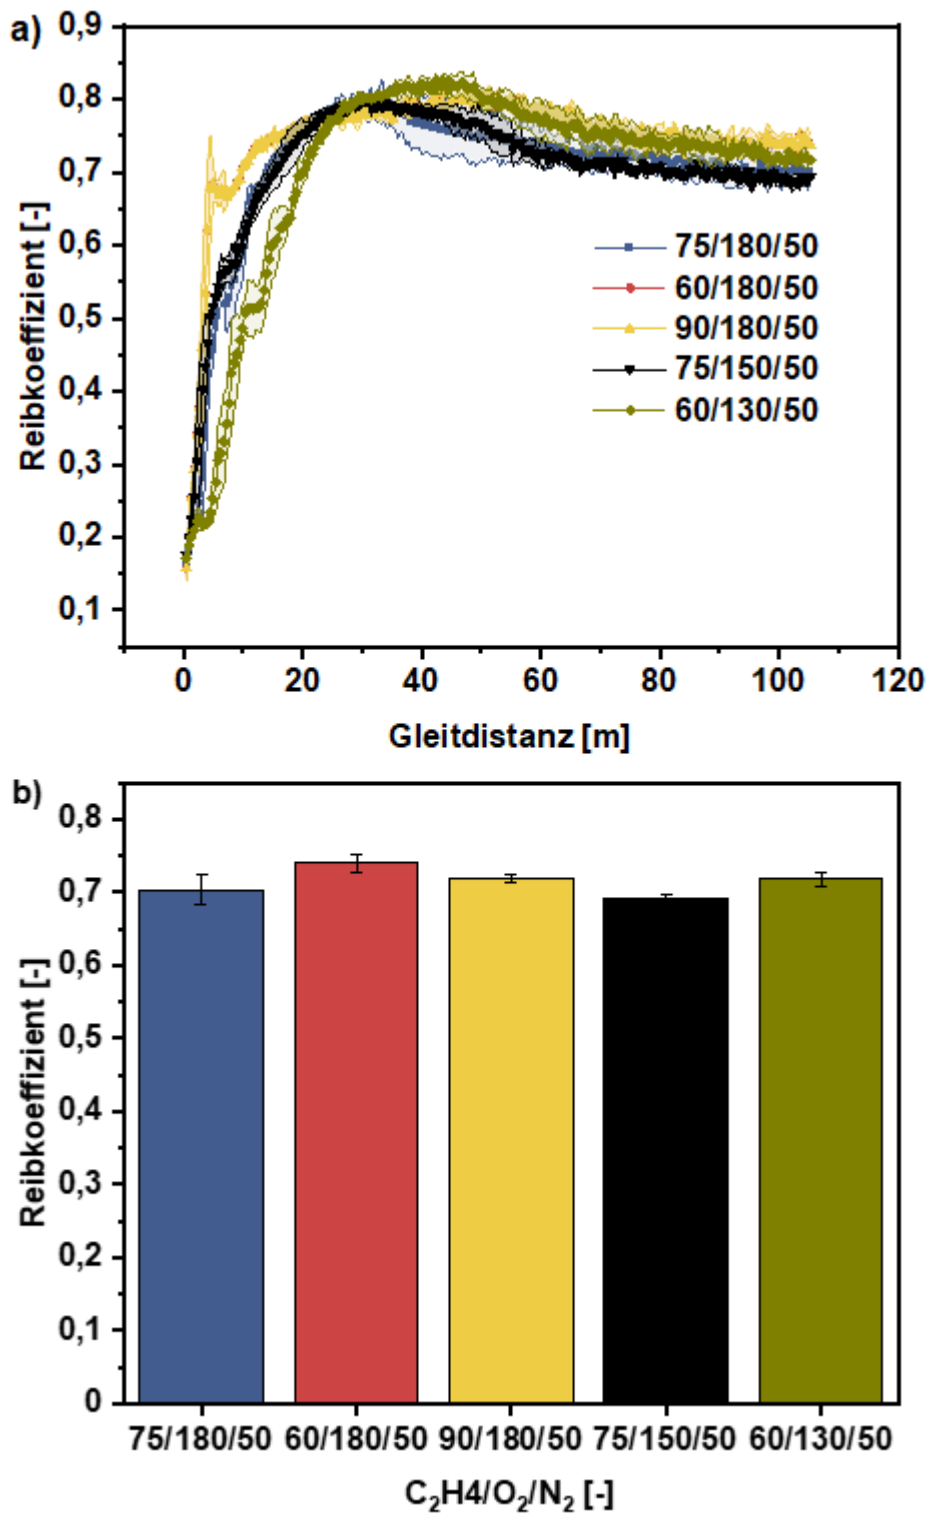 a)
0,9
0,8
0,7
0,6
0,5
0,4
0,3
0,2
0,1
Reibkoeffizient [-]
75/180/50
60/180/50
90/180/50
75/150/50
60/130/50
0 20 40 60 80 100 120
Gleitdistanz [m]
b)
0,8
0,7
0,6
0,5
0,4
0,3
0,2
0,1
0
Reibkoeffizient [-]
75/180/50 60/180/50 90/180/50 75/150/50 60/130/50
C₂H4/O₂/N₂ [-]